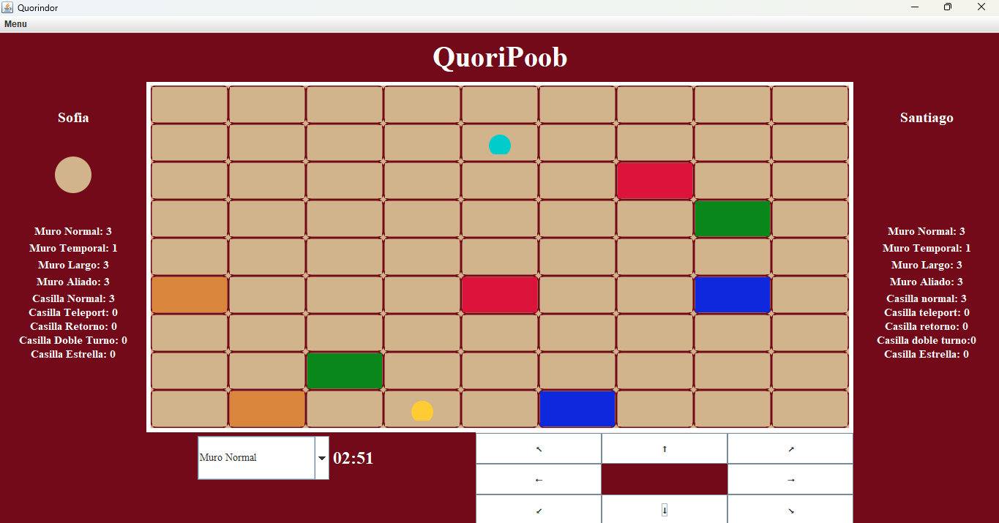 Quorindor
Menu
QuoriPoob
Sofia
Muro Normal: 3
Muro Temporal: 1
Muro Largo: 3
Muro Aliado: 3
Casilla Normal: 3
Casilla Teleport: 0
Casilla Retorno: 0
Casilla Doble Turno: 0
Casilla Estrella: 0
Santiago
Muro Normal: 3
Muro Temporal: 1
Muro Largo: 3
Muro Aliado: 3
Casilla normal: 3
Casilla teleport: 0
Casilla retorno: 0
Casilla doble turno:0
Casilla Estrella: 0
Muro Normal
02:51
↖ ↑ ↗
← →
↙ ↓ ↘